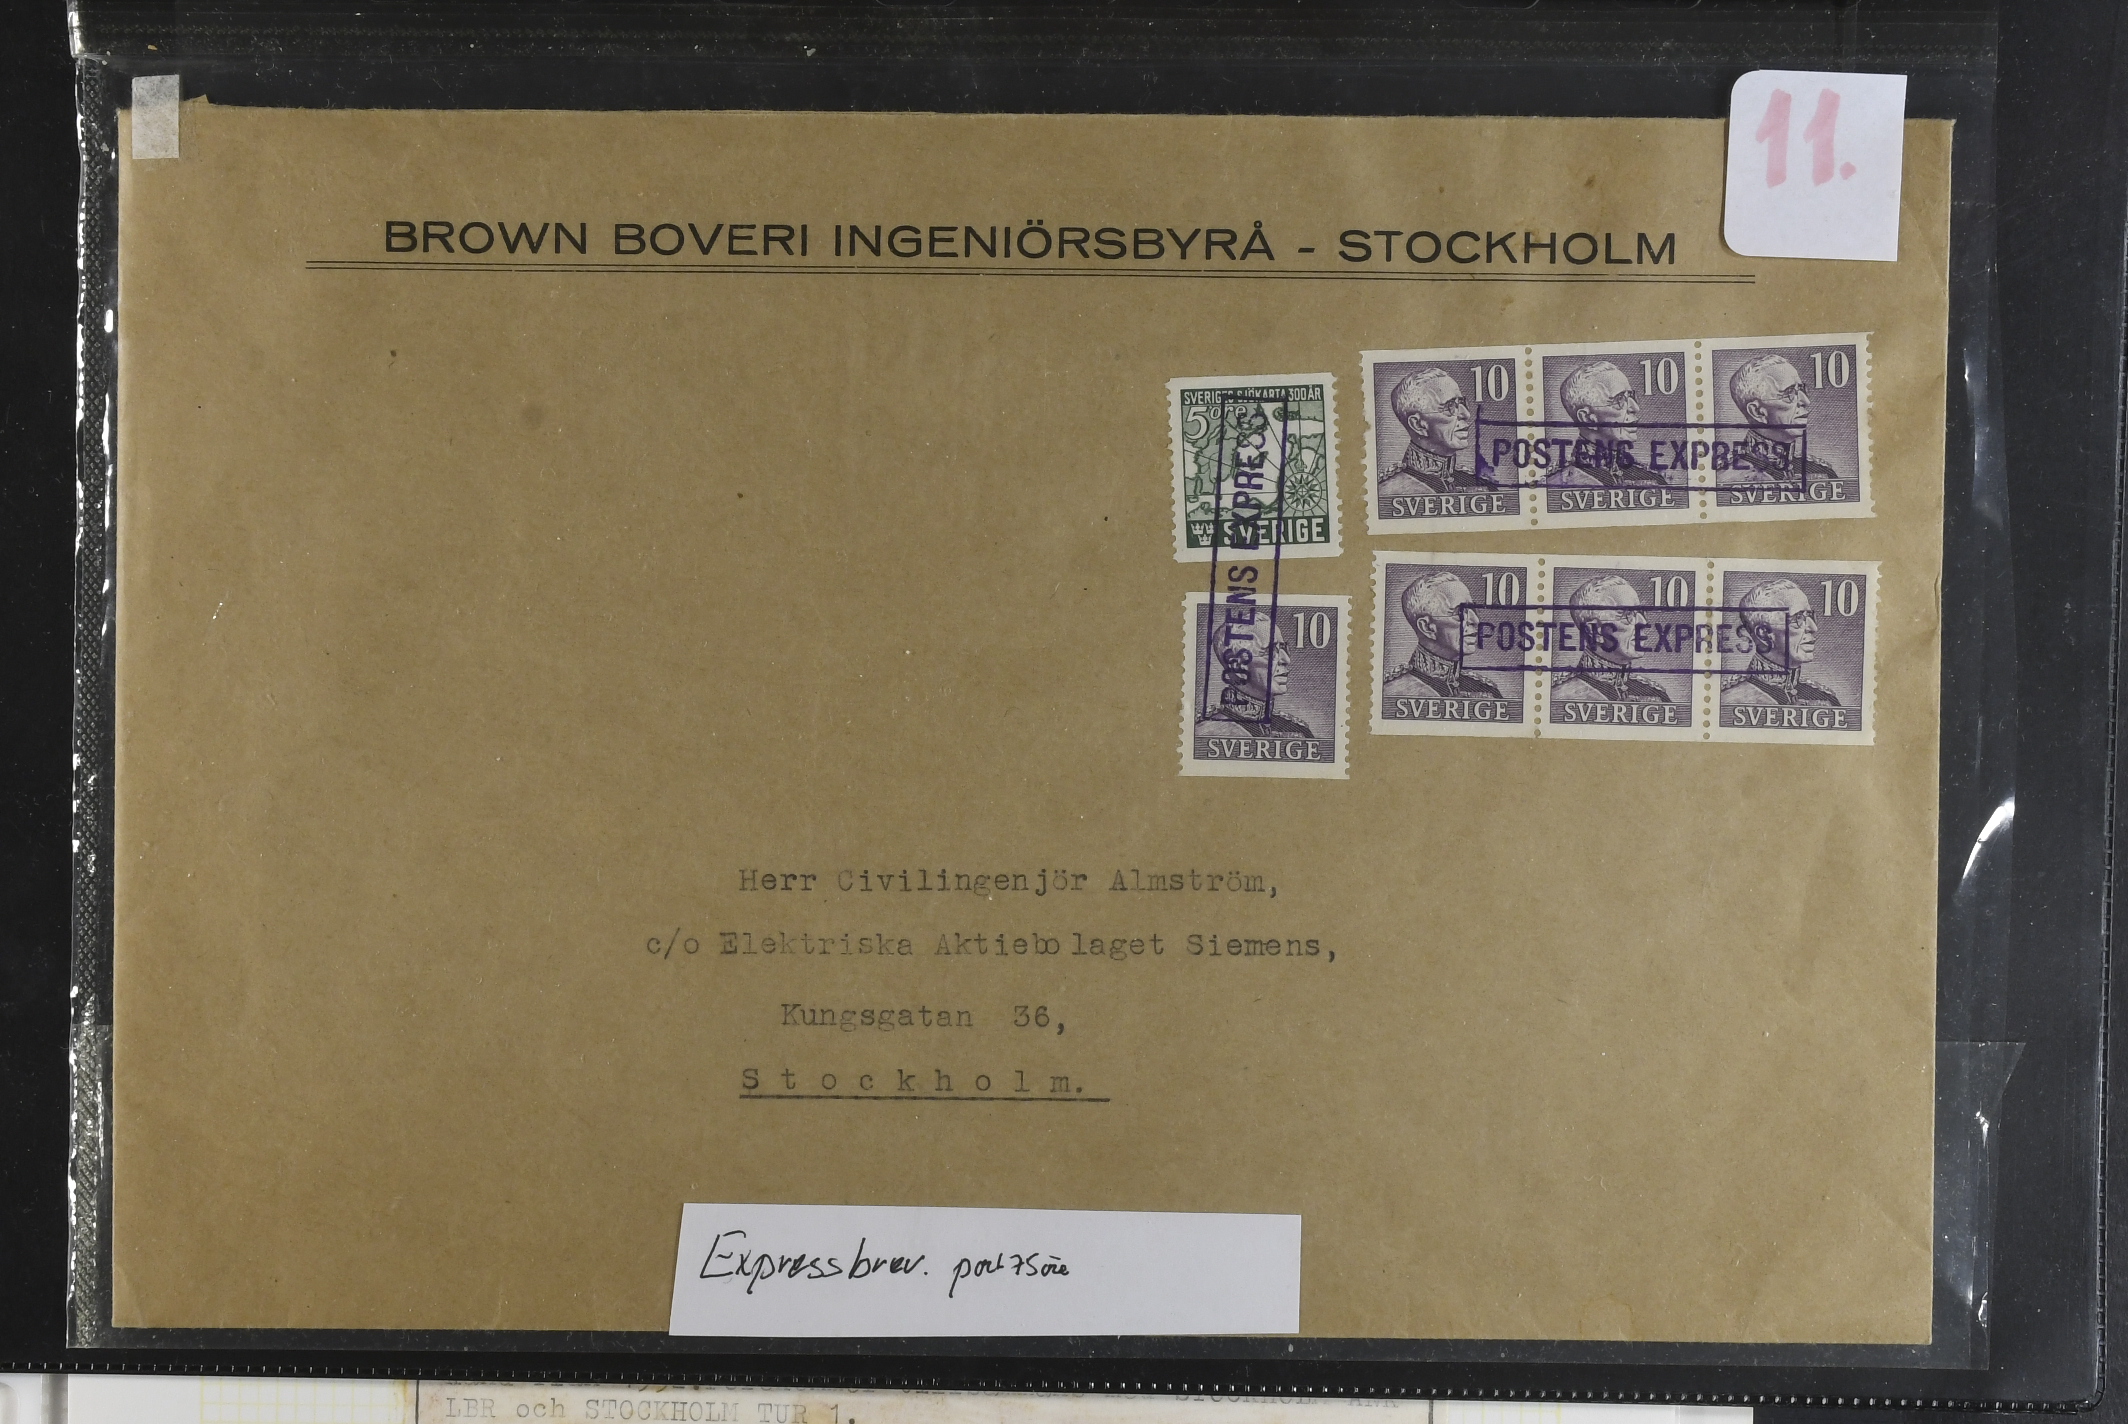 11.
BROWN BOVERI INGENIÖRSBYRÅ - STOCKHOLM
SVERIGES SJÖKARTA 300 ÅR
5 öre
SVERIGE
10
SVERIGE
POSTENS EXPRESS
10 10 10
SVERIGE SVERIGE SVERIGE
POSTENS EXPRESS
10 10 10
SVERIGE SVERIGE SVERIGE
POSTENS EXPRESS
Herr Civilingenjör Almström,
c/o Elektriska Aktiebolaget Siemens,
Kungsgatan 36,
Stockholm.
Expressbrev. port 75 öre
LBR och STOCKHOLM TUR 1.